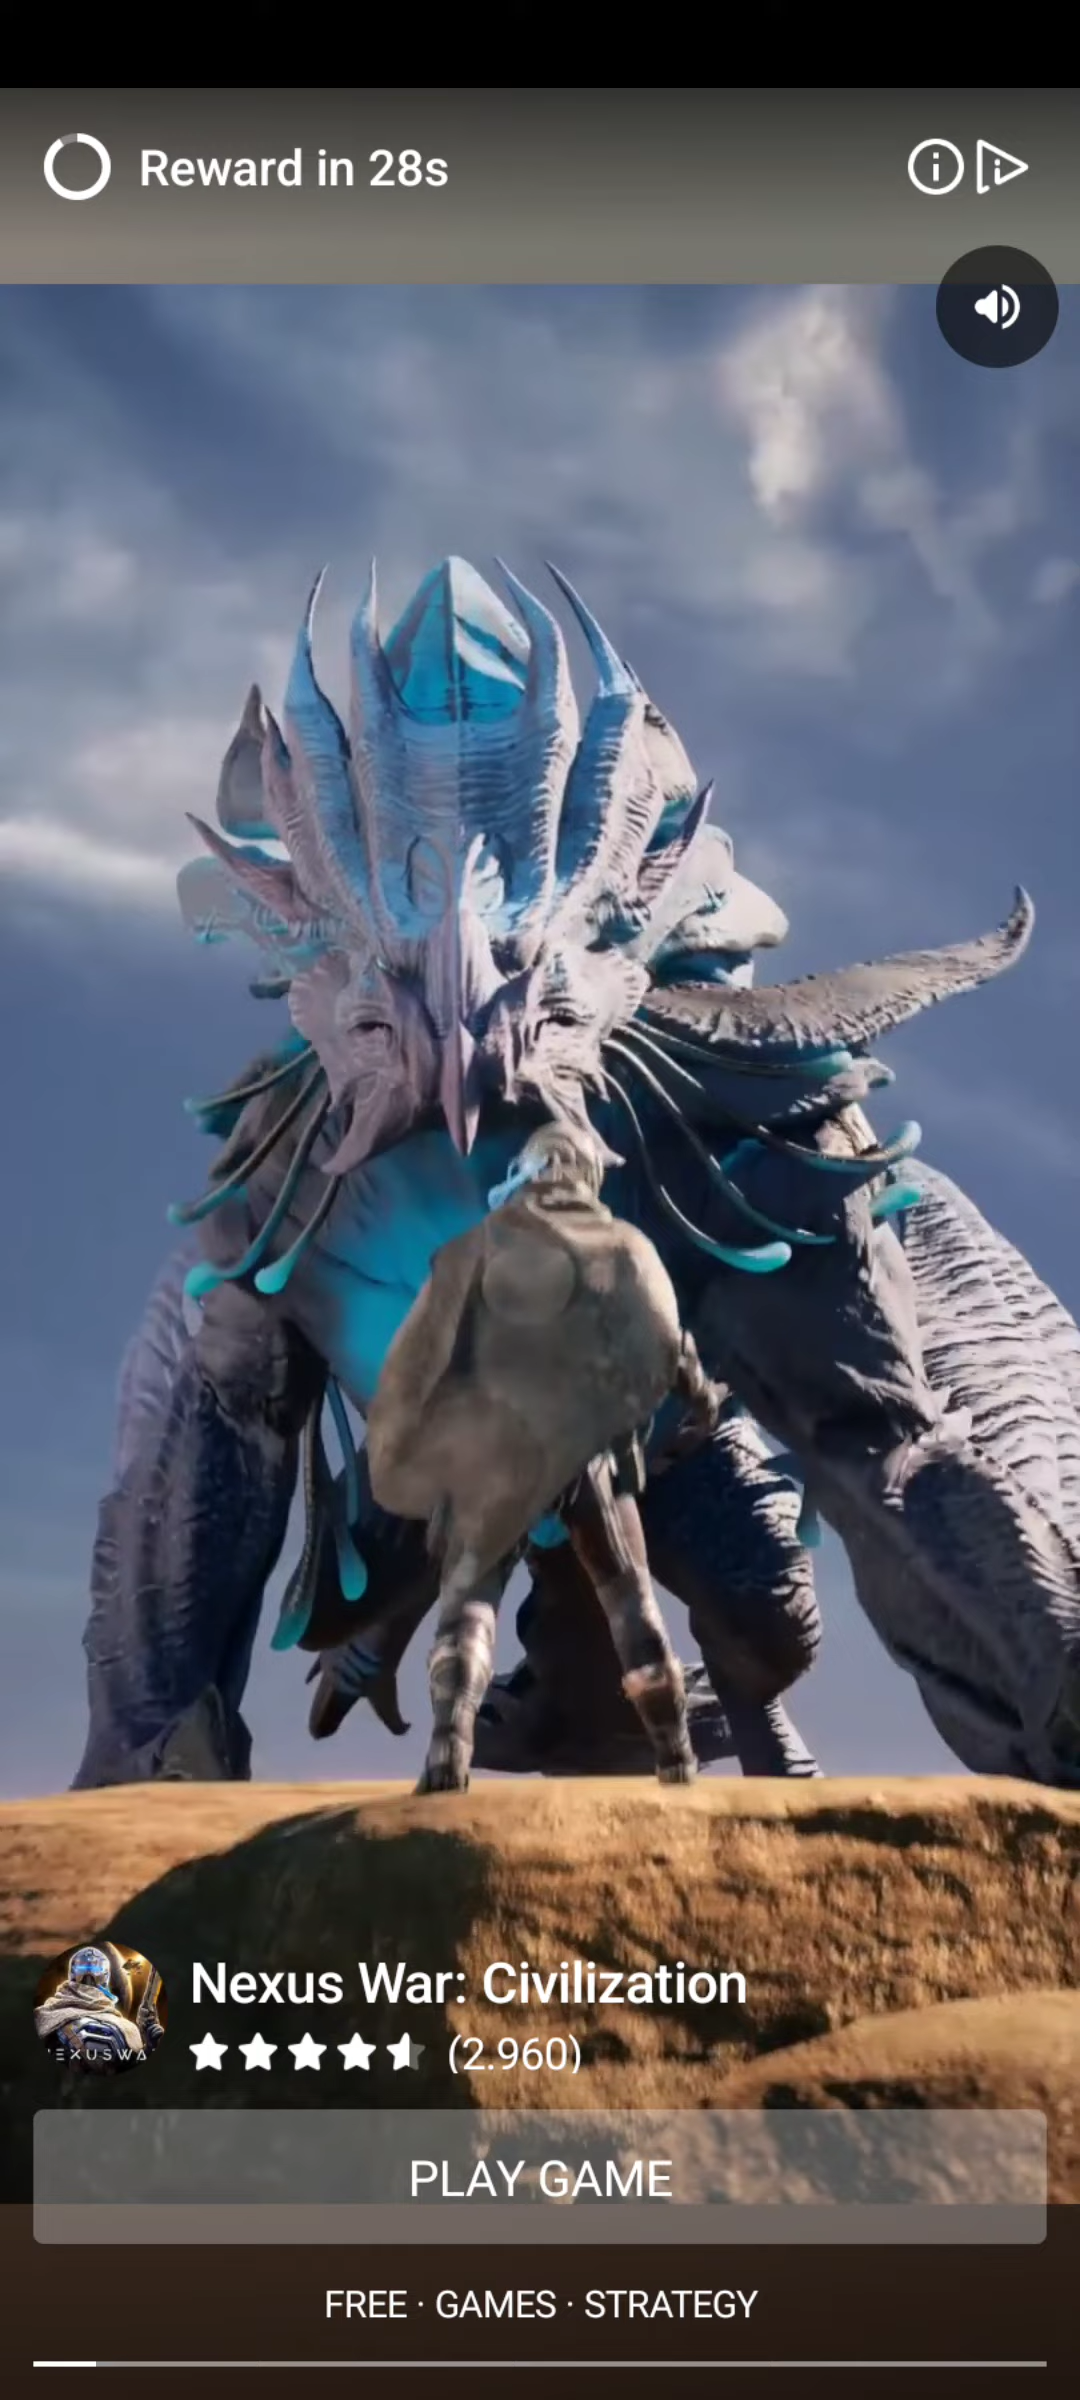 Reward in 28s
Nexus War: Civilization
(2.960)
PLAY GAME
FREE · GAMES · STRATEGY